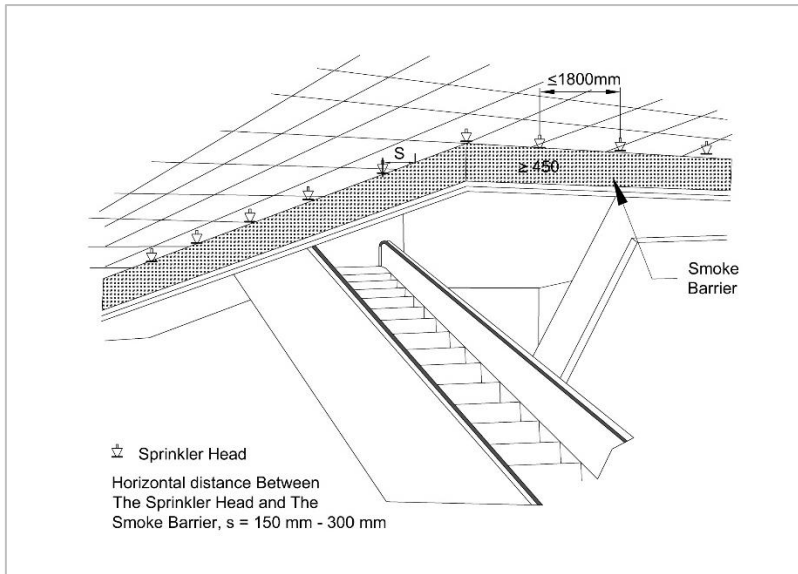 ≤1800mm
S
≥ 450
Smoke
Barrier
Sprinkler Head
Horizontal distance Between
The Sprinkler Head and The
Smoke Barrier, s = 150 mm - 300 mm